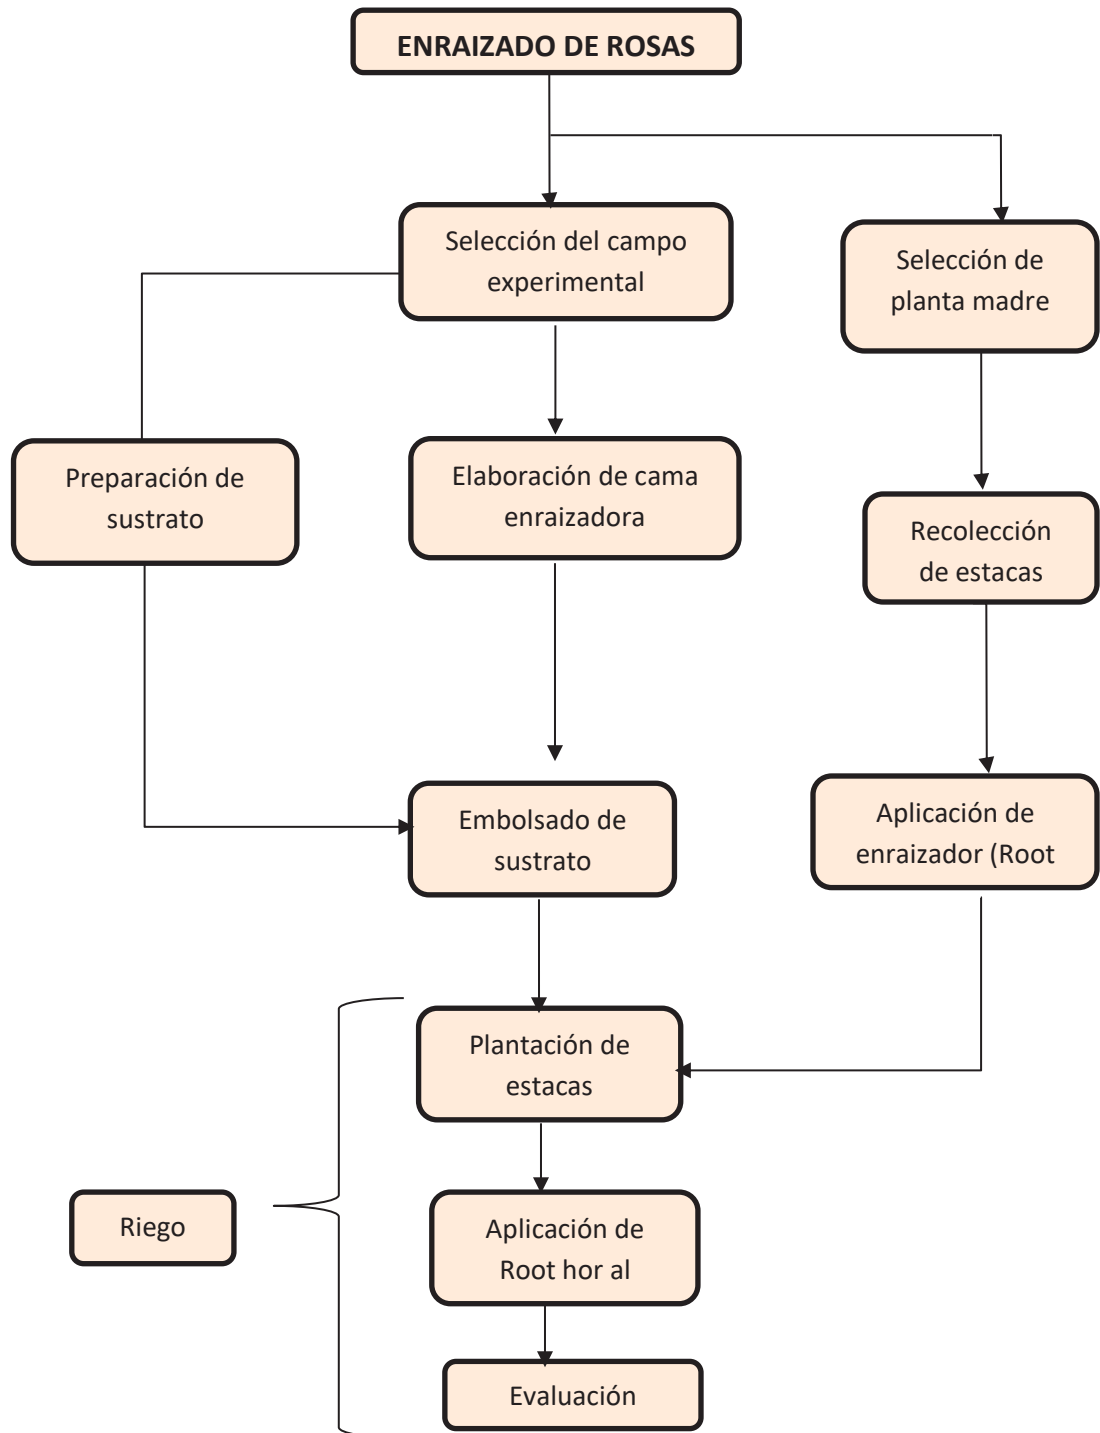 ENRAIZADO DE ROSAS
Selección del campo
experimental
Selección de
planta madre
Preparación de
sustrato
Elaboración de cama
enraizadora
Recolección
de estacas
Embolsado de
sustrato
Aplicación de
enraizador (Root
Plantación de
estacas
Riego
Aplicación de
Root hor al
Evaluación